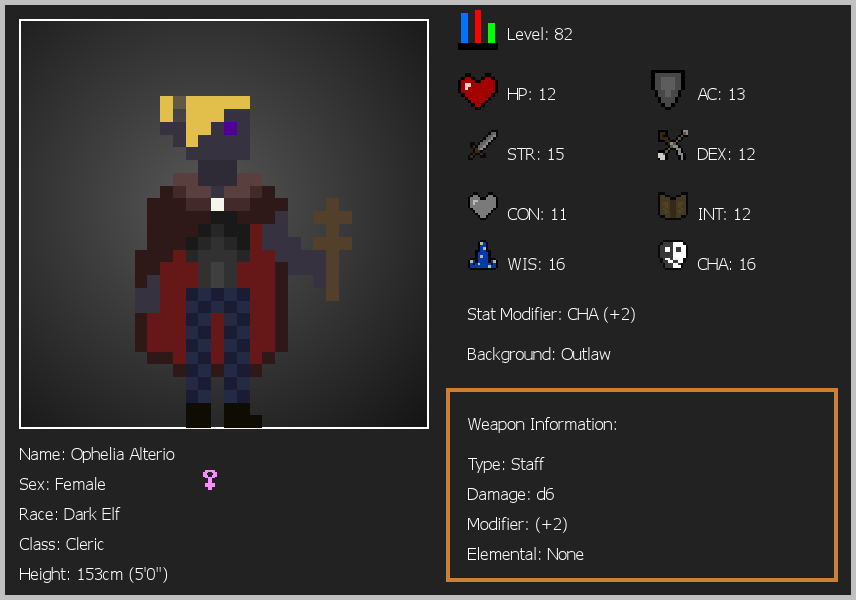 Level: 82
HP: 12
AC: 13
STR: 15
DEX: 12
CON: 11
INT: 12
WIS: 16
CHA: 16
Stat Modifier: CHA (+2)
Background: Outlaw
Weapon Information:
Type: Staff
Damage: d6
Modifier: (+2)
Elemental: None
Name: Ophelia Alterio
Sex: Female
Race: Dark Elf
Class: Cleric
Height: 153cm (5'0")